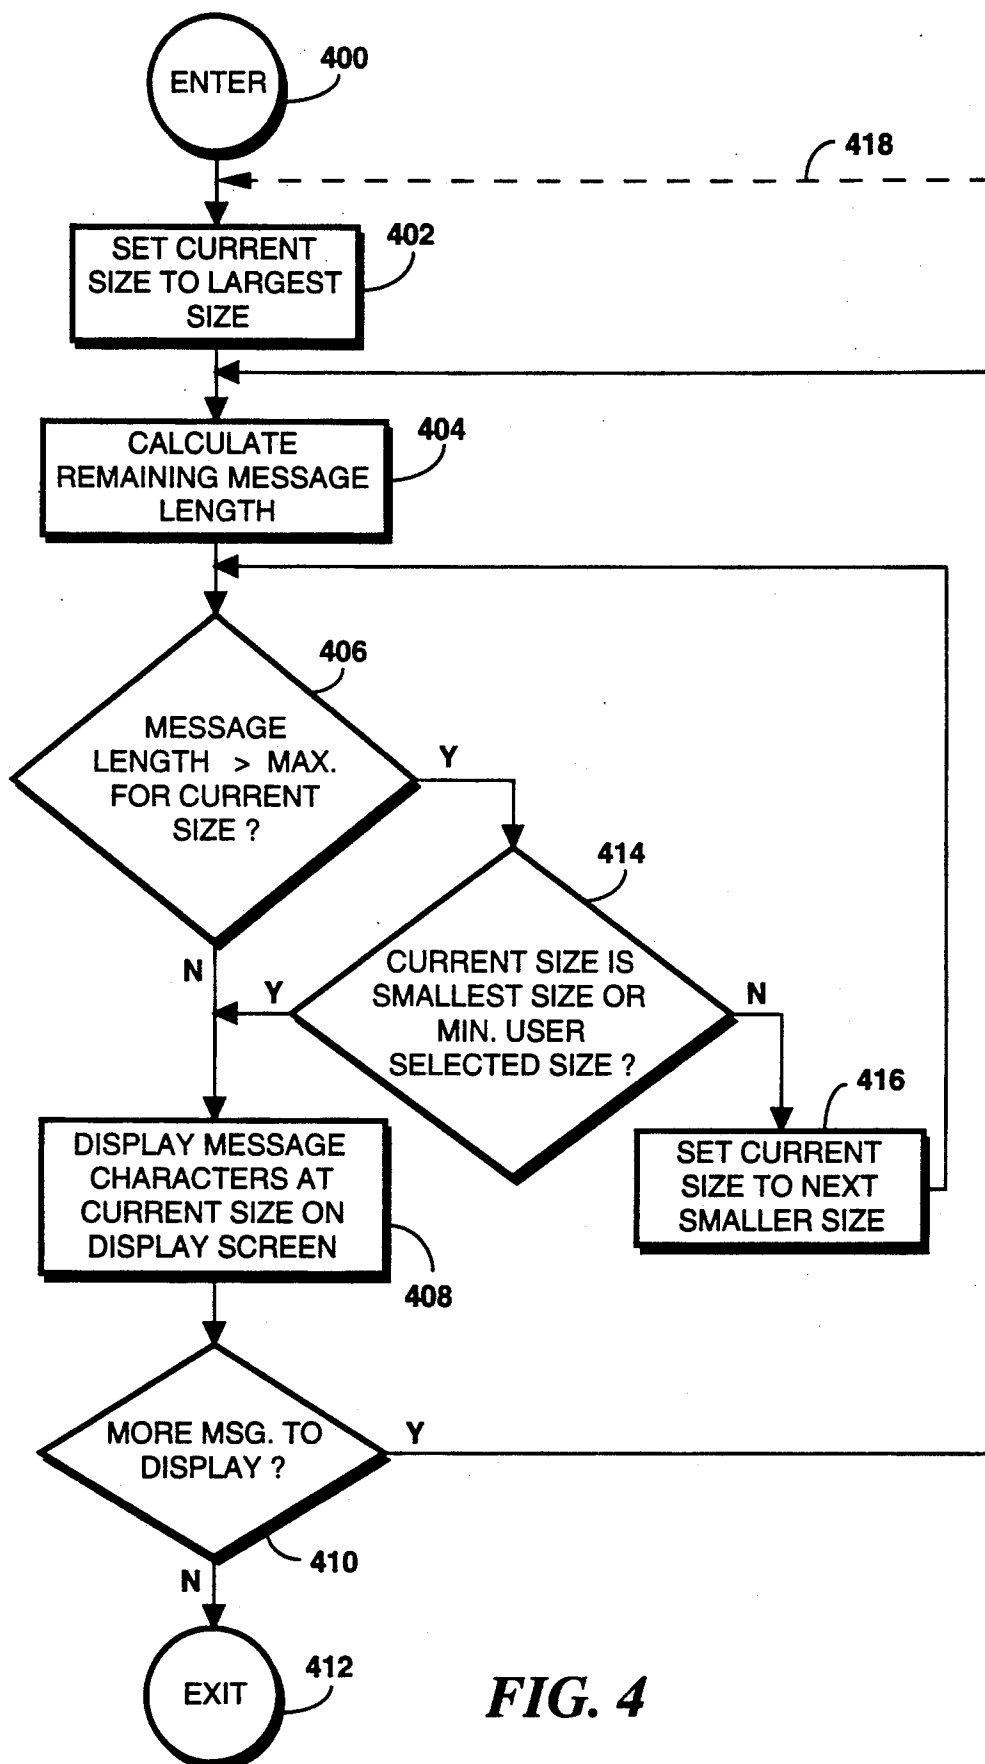 ENTER
400
418
SET CURRENT
SIZE TO LARGEST
SIZE
402
CALCULATE
REMAINING MESSAGE
LENGTH
404
MESSAGE
LENGTH > MAX.
FOR CURRENT
SIZE ?
406
Y
N
CURRENT SIZE IS
SMALLEST SIZE OR
MIN. USER
SELECTED SIZE ?
414
Y
N
SET CURRENT
SIZE TO NEXT
SMALLER SIZE
416
DISPLAY MESSAGE
CHARACTERS AT
CURRENT SIZE ON
DISPLAY SCREEN
408
MORE MSG. TO
DISPLAY ?
Y
410
N
EXIT
412
FIG. 4